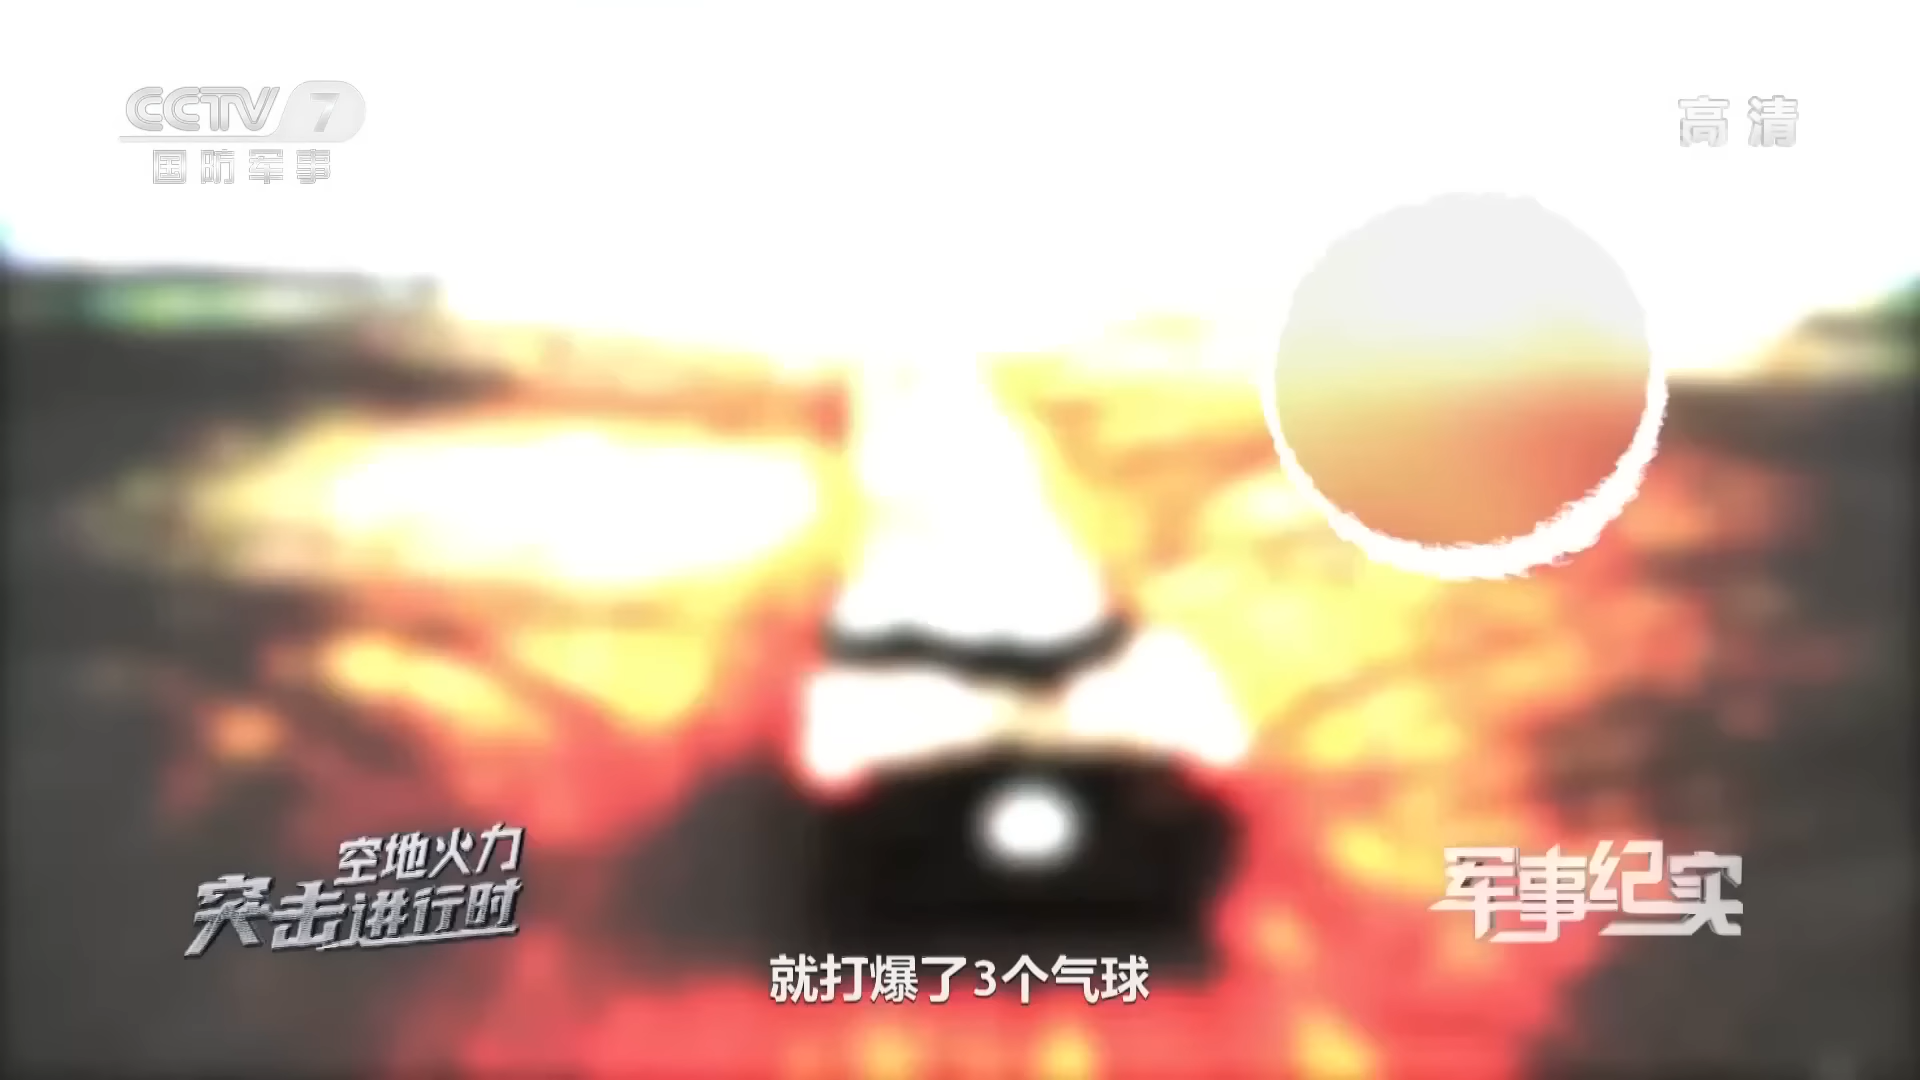 CCTV 7
国防军事
高清
空地火力
突击进行时
军事纪实
就打爆了3个气球